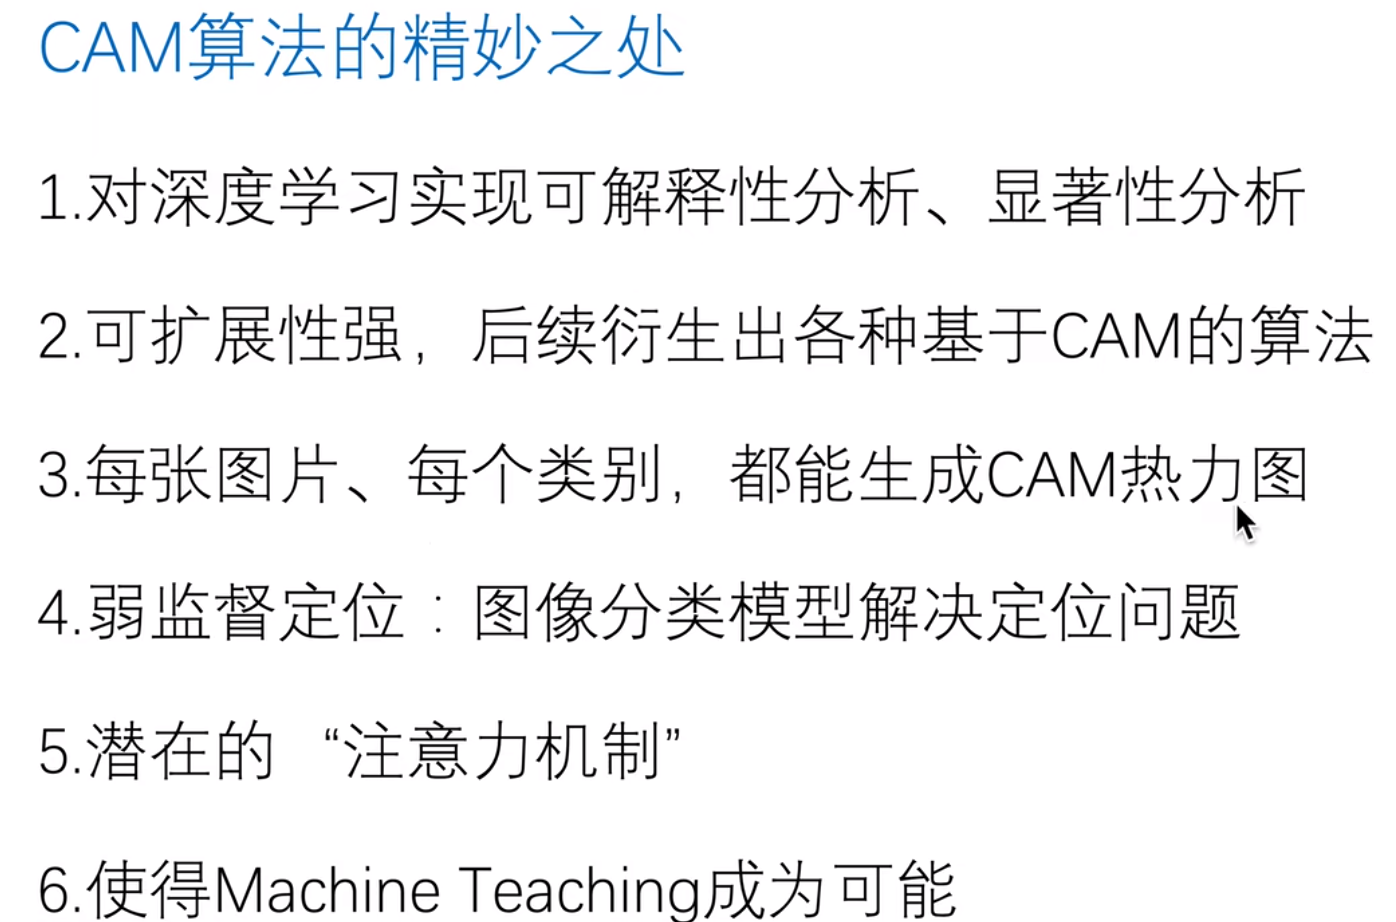 CAM算法的精妙之处
1.对深度学习实现可解释性分析、显著性分析
2.可扩展性强，后续衍生出各种基于CAM的算法
3.每张图片、每个类别，都能生成CAM热力图
4.弱监督定位：图像分类模型解决定位问题
5.潜在的“注意力机制”
6.使得Machine Teaching成为可能